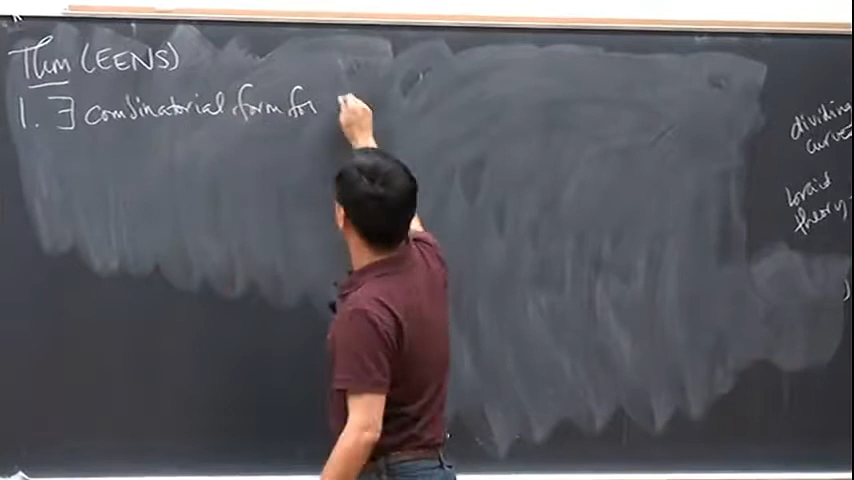 Thm (EENS)
1. ∃ combinatorial form for
dividing
curves
braid
theory